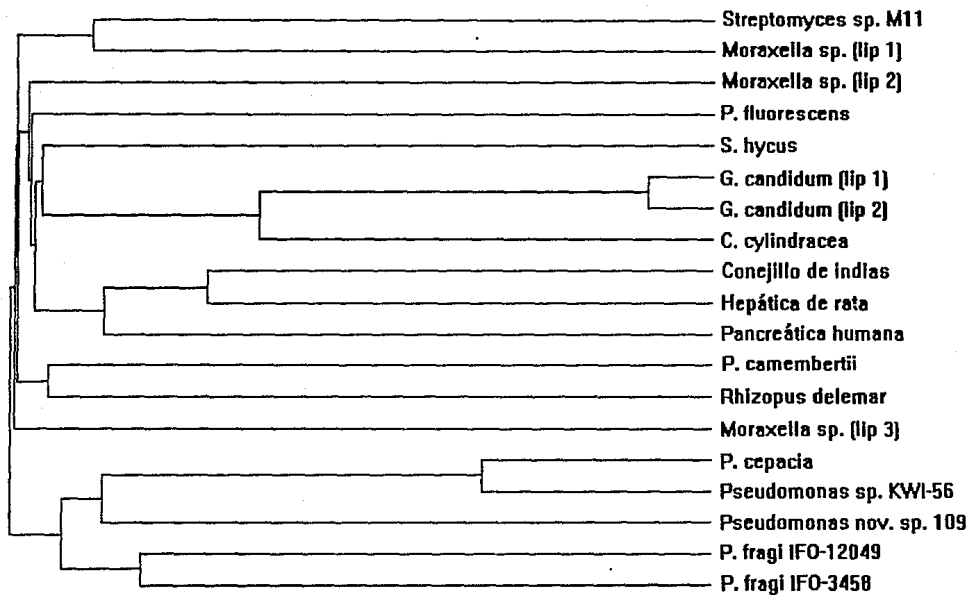 Streptomyces sp. M11
Moraxella sp. (lip 1)
Moraxella sp. (lip 2)
P. fluorescens
S. hycus
G. candidum (lip 1)
G. candidum (lip 2)
C. cylindracea
Conejillo de indias
Hepática de rata
Pancreática humana
P. camembertii
Rhizopus delemar
Moraxella sp. (lip 3)
P. cepacia
Pseudomonas sp. KWI-56
Pseudomonas nov. sp. 109
P. fragi IFO-12049
P. fragi IFO-3458